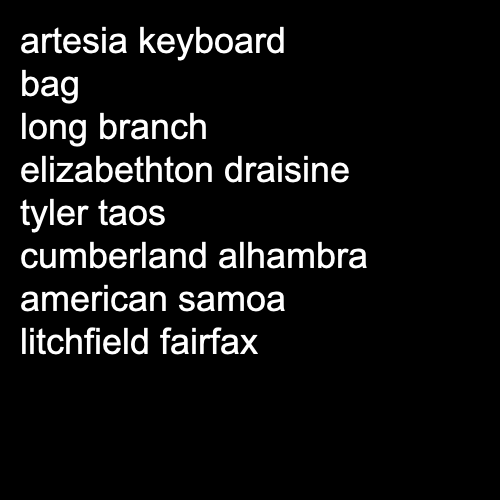 artesia keyboard
bag
long branch
elizabethton draisine
tyler taos
cumberland alhambra
american samoa
litchfield fairfax